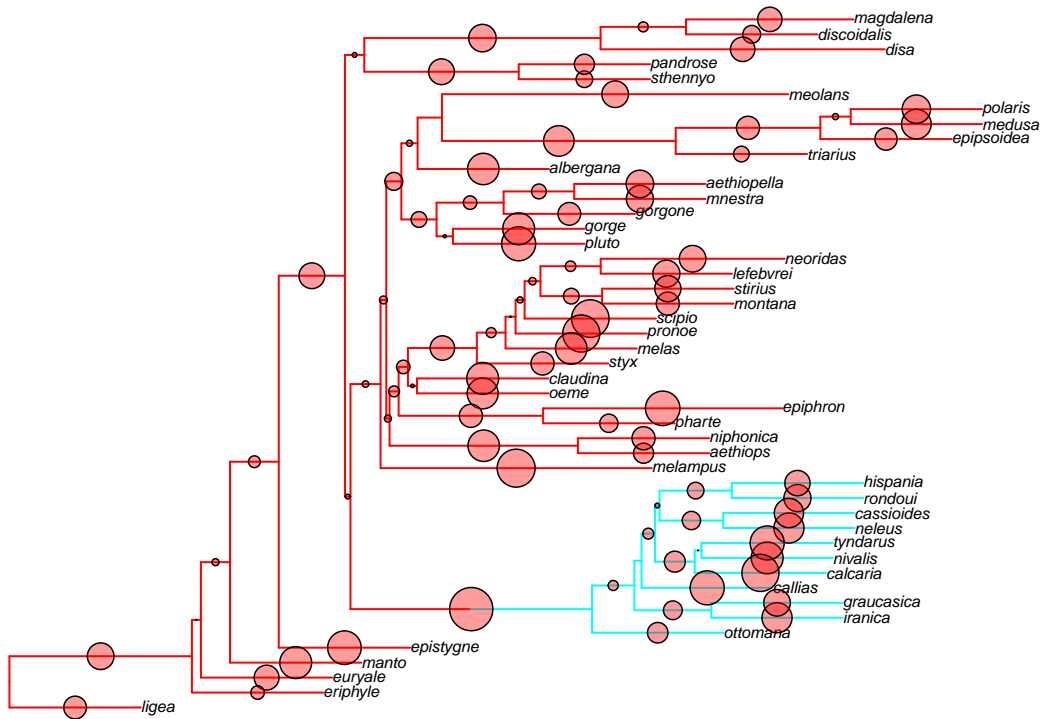 magdalena
discoidalis
disa
pandrose
sthennyo
meolans
polaris
medusa
epipsoidea
triarius
albergana
aethiopella
mnestra
gorgone
gorge
pluto
neoridas
lefebvrei
stirius
montana
scipio
pronoe
melas
styx
claudina
oeme
epiphron
pharte
niphonica
aethiops
melampus
hispania
rondoui
cassioides
neleus
tyndarus
nivalis
calcaria
callias
graucasica
iranica
ottomana
epistygne
manto
euryale
eriphyle
ligea